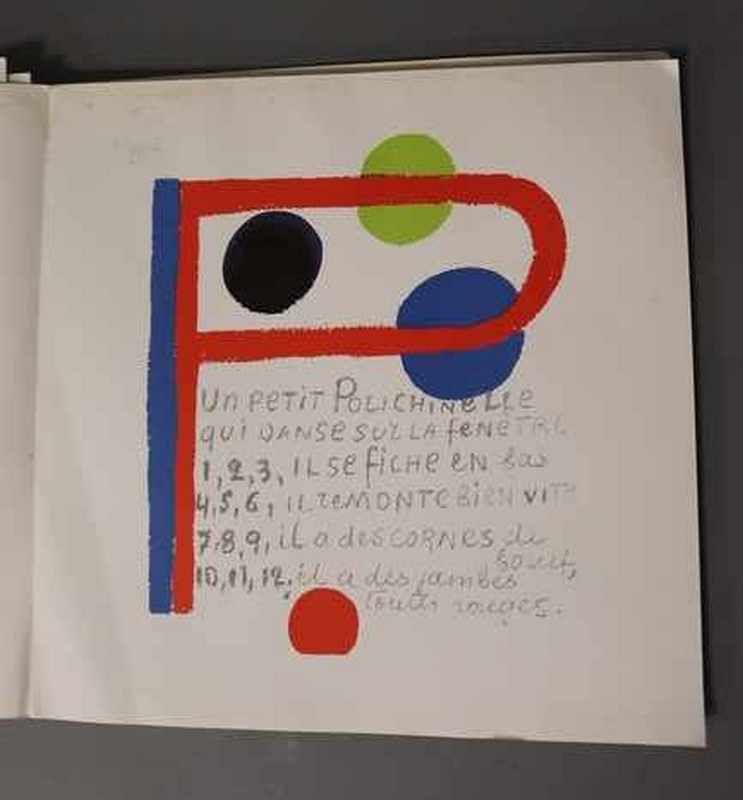 P
Un PETIT POLICHINELLE
qUI DANSE SUR LA fENETRE
1,2,3, IL SE fICHE EN bas
4,5,6, IL reMONTE BIEN VITE
7.8,9, iL a des CORNES de
bouc,
10,11,12, il a des jambes
toutes rouges.